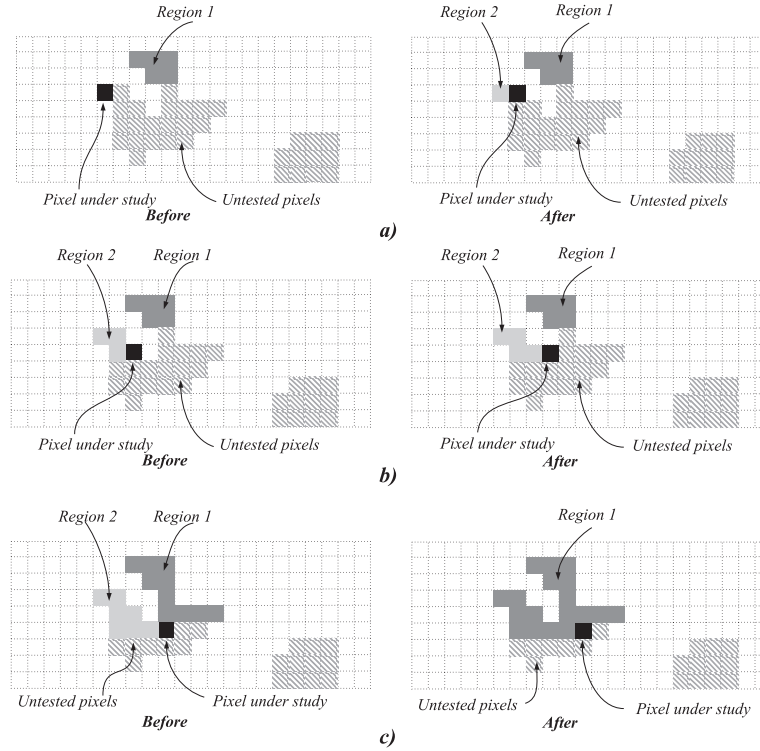 Region 1
Region 2 Region 1
Pixel under study Untested pixels
Before
Pixel under study Untested pixels
After
a)
Region 2 Region 1
Region 2 Region 1
Pixel under study Untested pixels
Before
Pixel under study Untested pixels
After
b)
Region 2 Region 1
Region 1
Untested pixels Pixel under study
Before
Untested pixels Pixel under study
After
c)